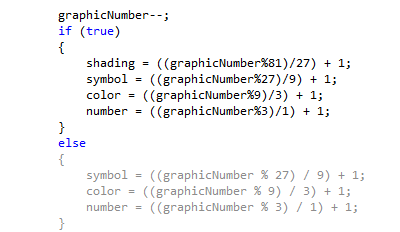 graphicNumber--;
if (true)
{
shading = ((graphicNumber%81)/27) + 1;
symbol = ((graphicNumber%27)/9) + 1;
color = ((graphicNumber%9)/3) + 1;
number = ((graphicNumber%3)/1) + 1;
}
else
{
symbol = ((graphicNumber % 27) / 9) + 1;
color = ((graphicNumber % 9) / 3) + 1;
number = ((graphicNumber % 3) / 1) + 1;
}